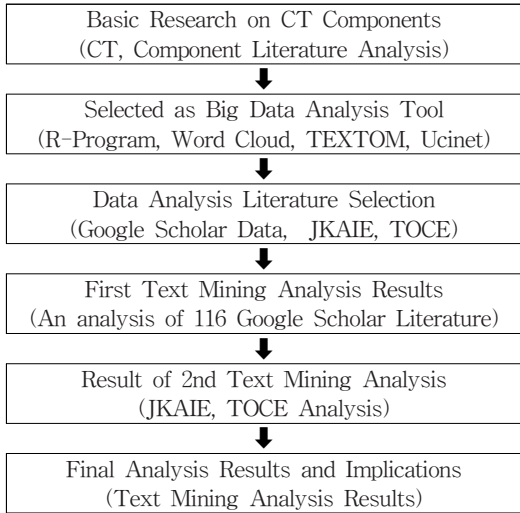 Basic Research on CT Components
(CT, Component Literature Analysis)
Selected as Big Data Analysis Tool
(R-Program, Word Cloud, TEXTOM, Ucinet)
Data Analysis Literature Selection
(Google Scholar Data, JKAIE, TOCE)
First Text Mining Analysis Results
(An analysis of 116 Google Scholar Literature)
Result of 2nd Text Mining Analysis
(JKAIE, TOCE Analysis)
Final Analysis Results and Implications
(Text Mining Analysis Results)